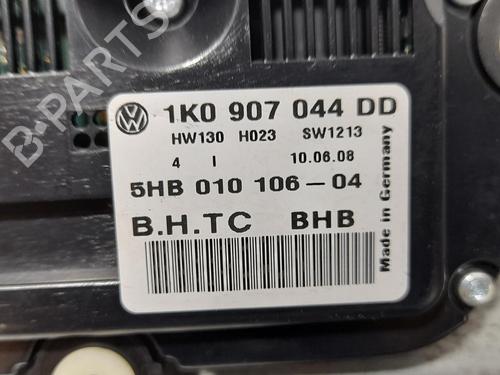 B-PARTS
1K0 907 044 DD
HW130 H023 SW1213
4 I 10.06.08
5HB 010 106-04
B.H.TC BHB
Made in Germany